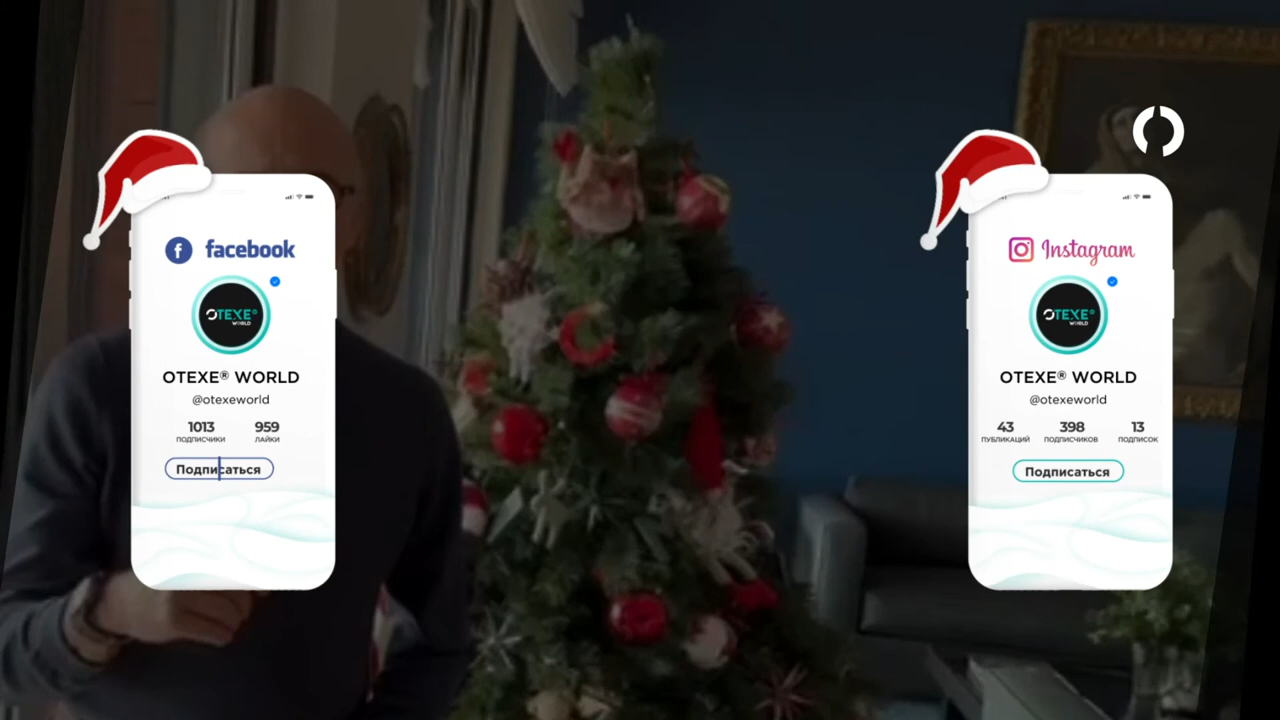 facebook
OTEXE®
WORLD
OTEXE® WORLD
@otexeworld
1013 959
ПОДПИСЧИКИ ЛАЙКИ
Подписаться
Instagram
OTEXE®
WORLD
OTEXE® WORLD
@otexeworld
43 398 13
ПУБЛИКАЦИЙ ПОДПИСЧИКОВ ПОДПИСОК
Подписаться